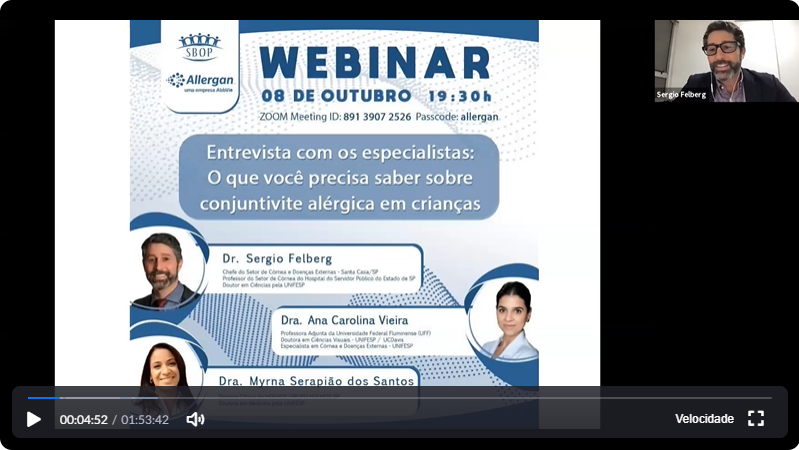 SBOP
Allergan
uma empresa AbbVie
WEBINAR
08 DE OUTUBRO 19:30h
ZOOM Meeting ID: 891 3907 2526 Passcode: allergan
Entrevista com os especialistas:
O que você precisa saber sobre
conjuntivite alérgica em crianças
Dr. Sergio Felberg
Chefe do Setor de Córnea e Doenças Externas - Santa Casa/SP
Professor do Setor de Córnea do Hospital do Servidor Público do Estado de SP
Doutor em Ciências pela UNIFESP
Dra. Ana Carolina Vieira
Professora Adjunta da Universidade Federal Fluminense (UFF)
Doutora em Ciências Visuais - UNIFESP / UCDavis
Especialista em Córnea e Doenças Externas - UNIFESP
Dra. Myrna Serapião dos Santos
Sergio Felberg
00:04:52 / 01:53:42
Velocidade